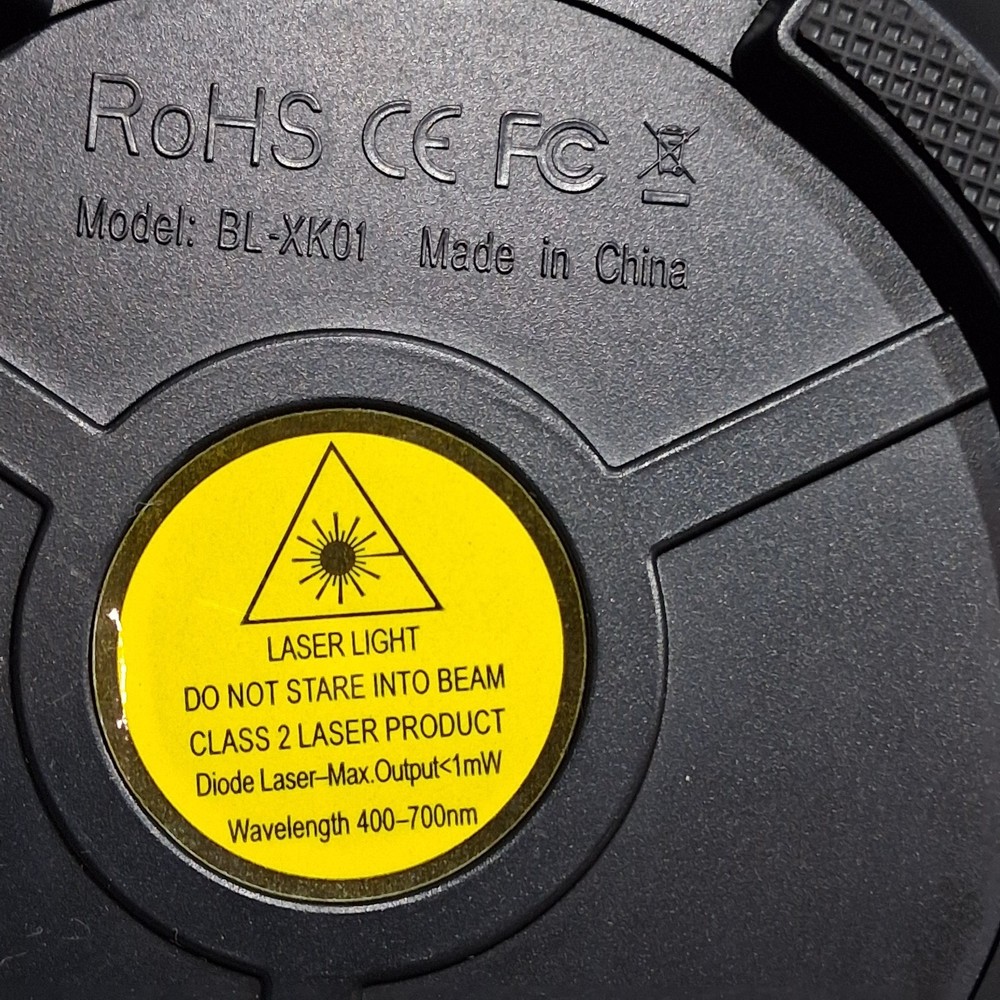 RoHS CE FC
Model: BL-XK01 Made in China
LASER LIGHT
DO NOT STARE INTO BEAM
CLASS 2 LASER PRODUCT
Diode Laser–Max.Output<1mW
Wavelength 400–700nm